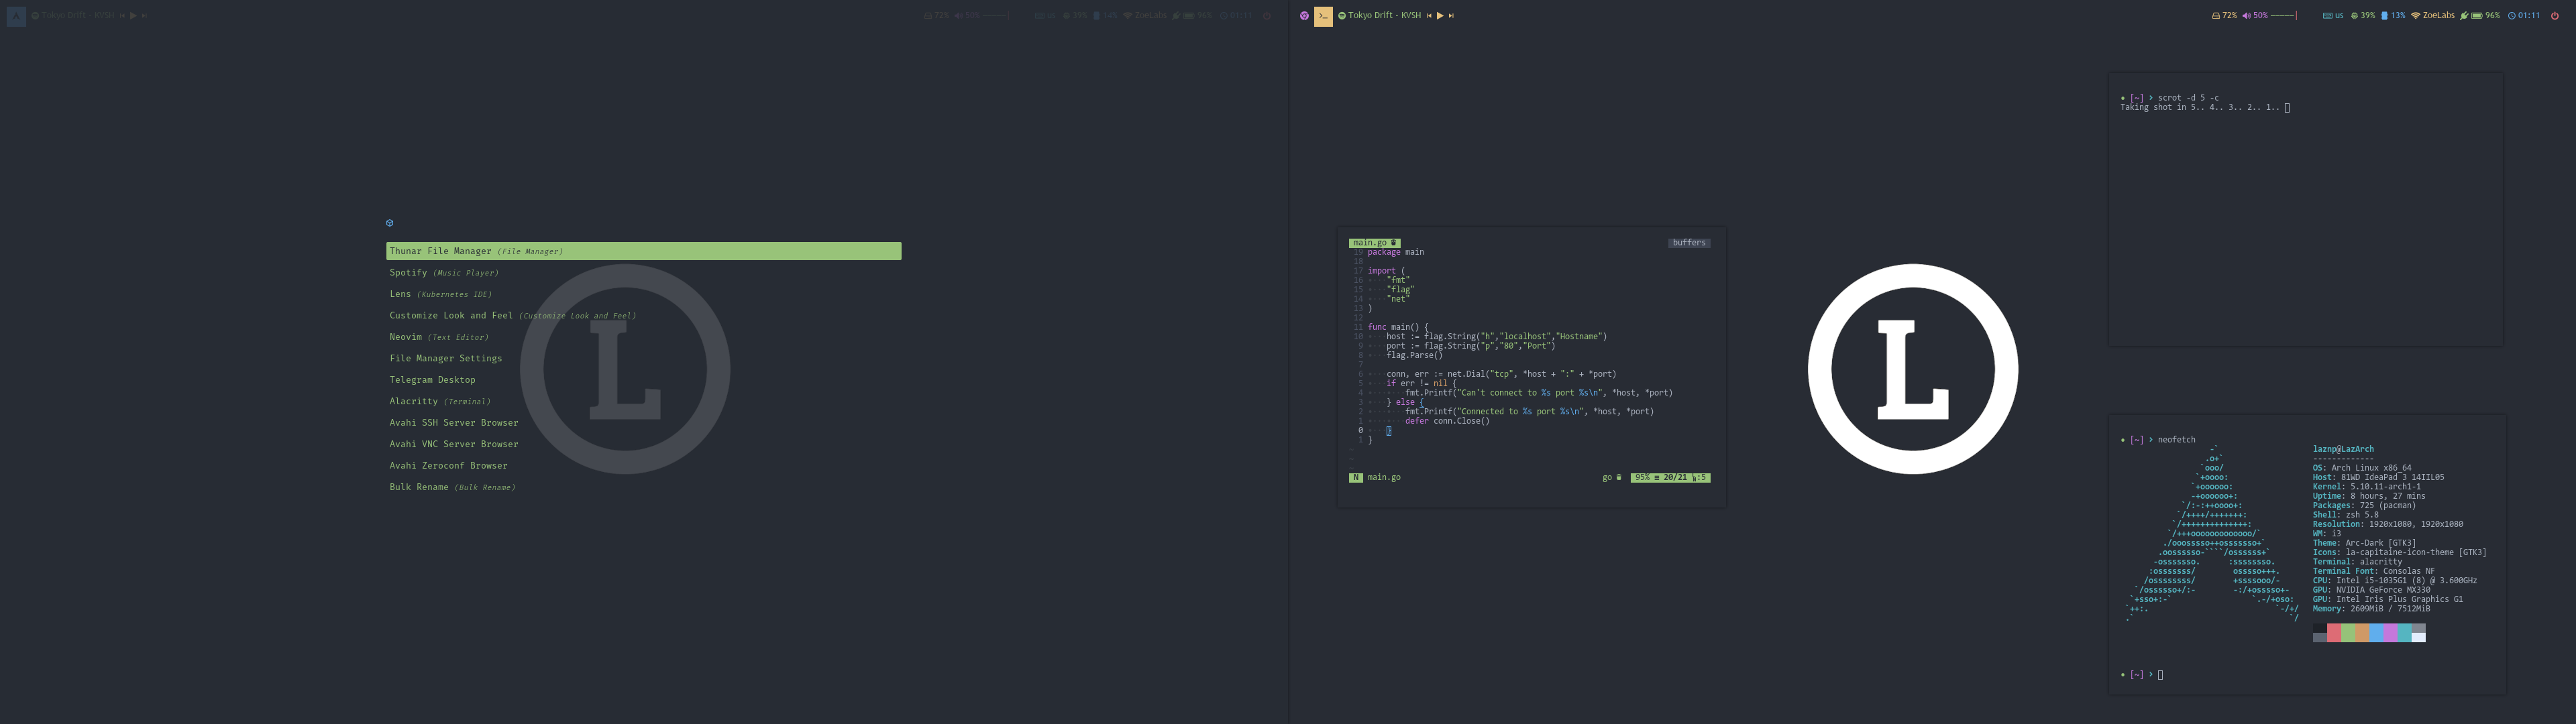 Tokyo Drift - KVSH
72% 50%
us 39% 13% ZoeLabs 96% 01:11
Thunar File Manager (File Manager)
Spotify (Music Player)
Lens (Kubernetes IDE)
Customize Look and Feel (Customize Look and Feel)
Neovim (Text Editor)
File Manager Settings
Telegram Desktop
Alacritty (Terminal)
Avahi SSH Server Browser
Avahi VNC Server Browser
Avahi Zeroconf Browser
Bulk Rename (Bulk Rename)
L
>_ Tokyo Drift - KVSH
72% 50%
us 39% 13% ZoeLabs 96% 01:11
main.go
buffers
19 package main
18
17 import (
16 "fmt"
15 "flag"
14 "net"
13 )
12
11 func main() {
10 host := flag.String("h","localhost","Hostname")
9 port := flag.String("p","80","Port")
8 flag.Parse()
7
6 conn, err := net.Dial("tcp", *host + ":" + *port)
5 if err != nil {
4 fmt.Printf("Can't connect to %s port %s\n", *host, *port)
3 } else {
2 fmt.Printf("Connected to %s port %s\n", *host, *port)
1 defer conn.Close()
0 }
1 }
~
~
N main.go
go 95% ≡ 20/21 :5
L
[~] > scrot -d 5 -c
Taking shot in 5.. 4.. 3.. 2.. 1..
[~] > neofetch
laznp@LazArch
-------------
OS: Arch Linux x86_64
Host: 81WD IdeaPad 3 14IIL05
Kernel: 5.10.11-arch1-1
Uptime: 8 hours, 27 mins
Packages: 725 (pacman)
Shell: zsh 5.8
Resolution: 1920x1080, 1920x1080
WM: i3
Theme: Arc-Dark [GTK3]
Icons: la-capitaine-icon-theme [GTK3]
Terminal: alacritty
Terminal Font: Consolas NF
CPU: Intel i5-1035G1 (8) @ 3.600GHz
GPU: NVIDIA GeForce MX330
GPU: Intel Iris Plus Graphics G1
Memory: 2609MiB / 7512MiB
[~] >